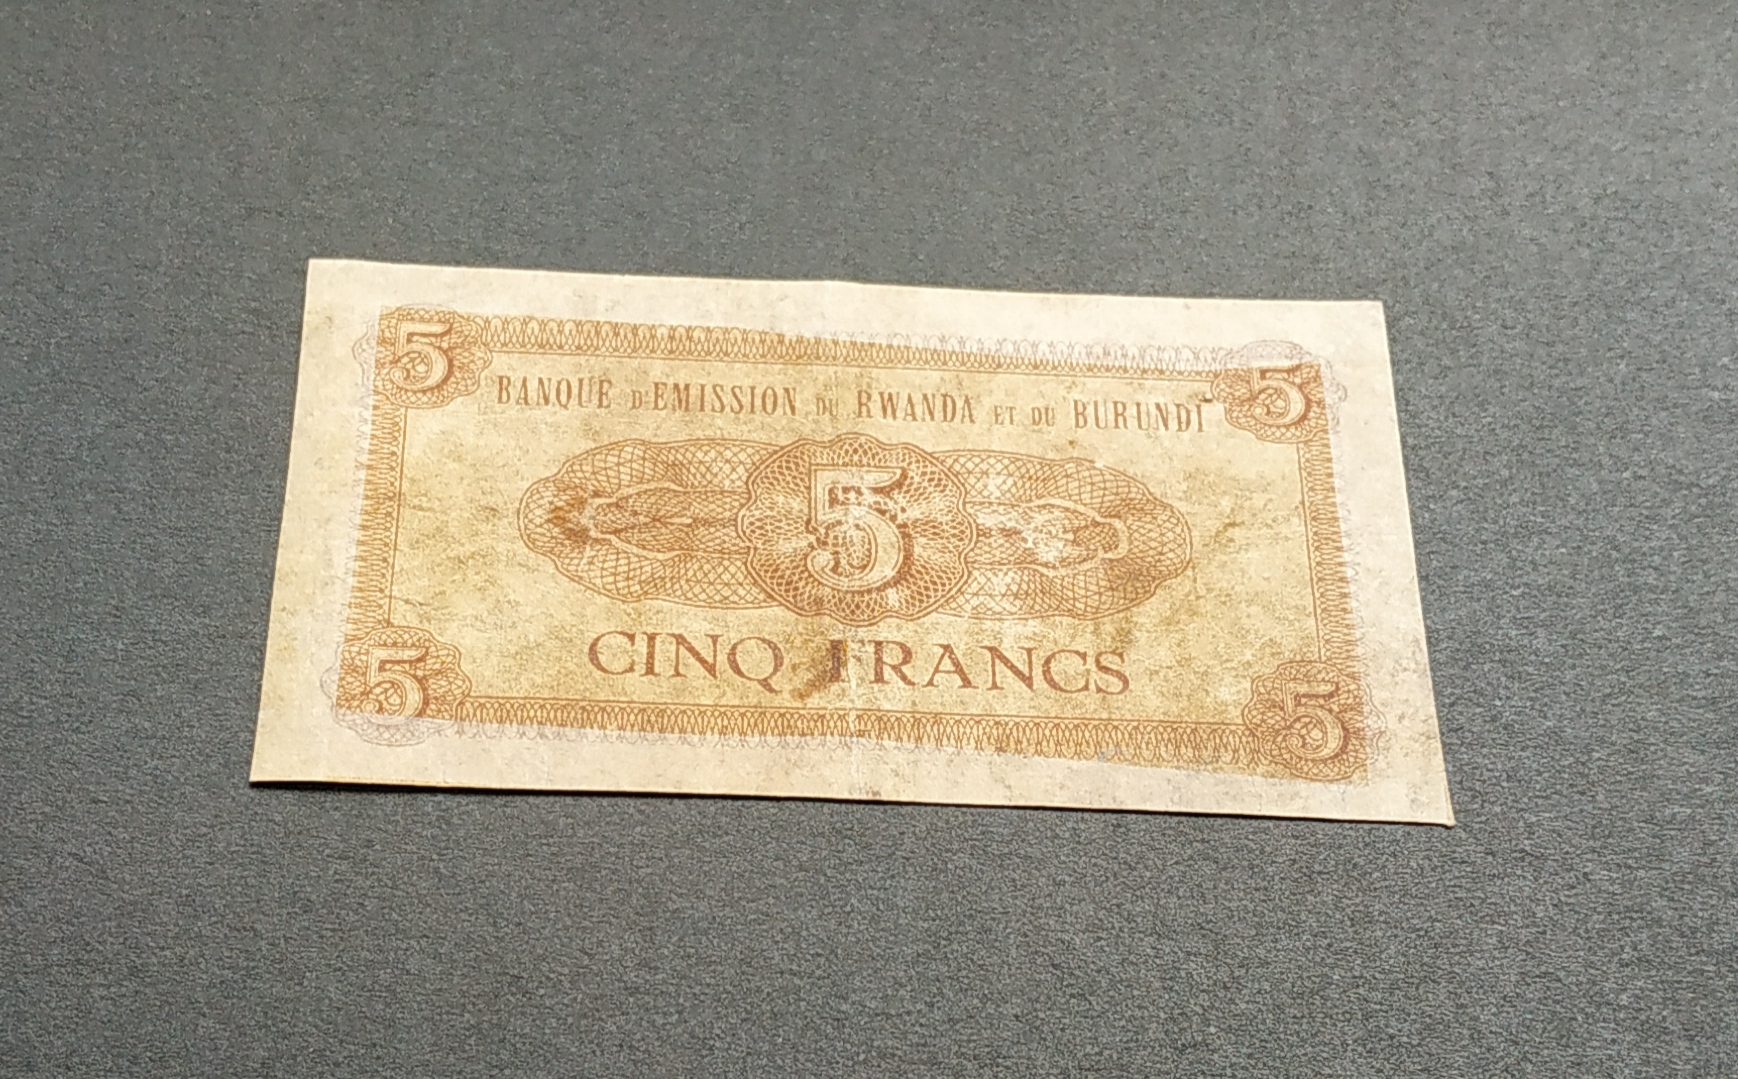 5 5
BANQUE D'EMISSION DU RWANDA ET DU BURUNDI
5
CINQ FRANCS
5 5